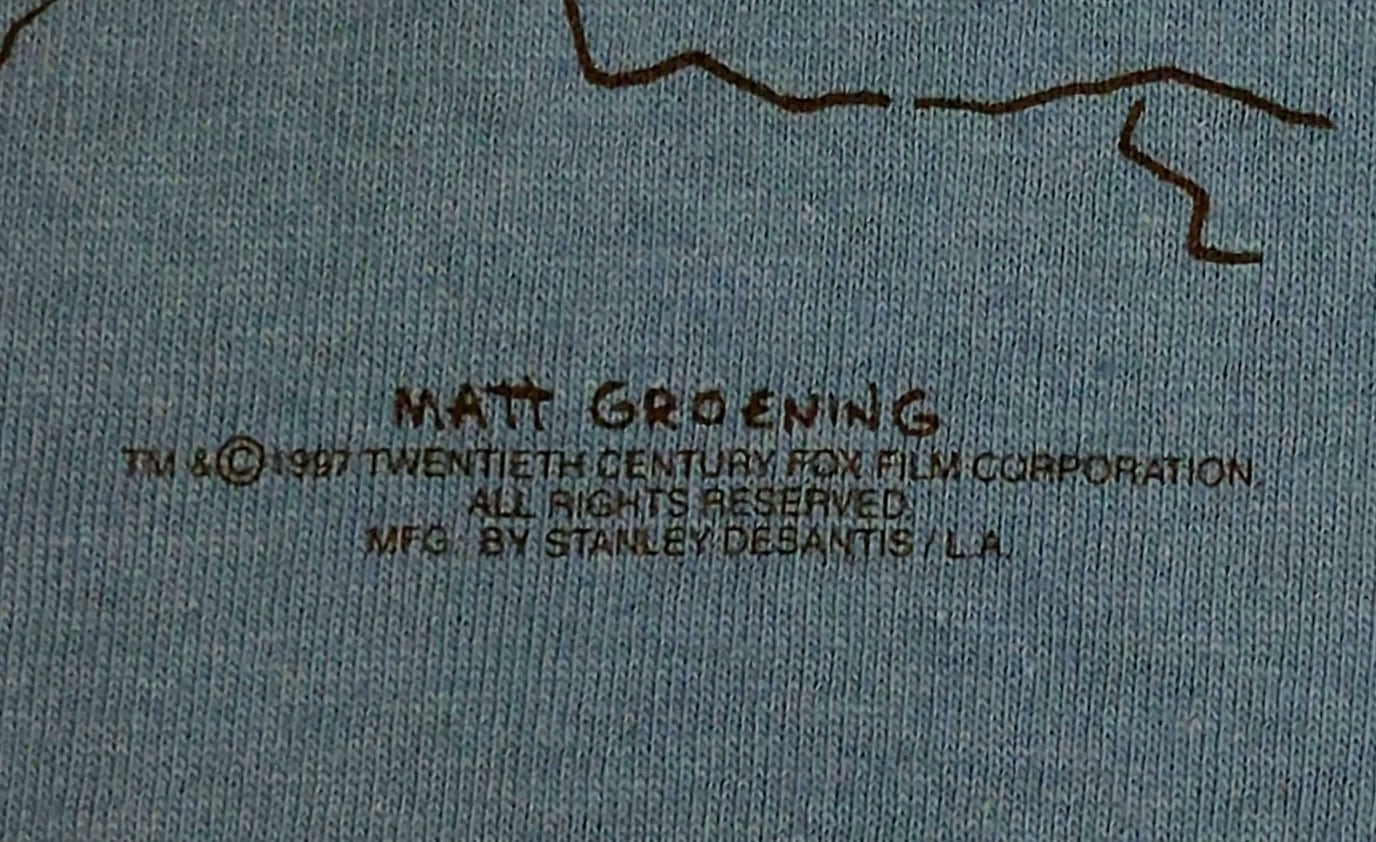 MATT GROENING
TM & © 1997 TWENTIETH CENTURY FOX FILM CORPORATION.
ALL RIGHTS RESERVED.
MFG. BY STANLEY DESANTIS / L.A.